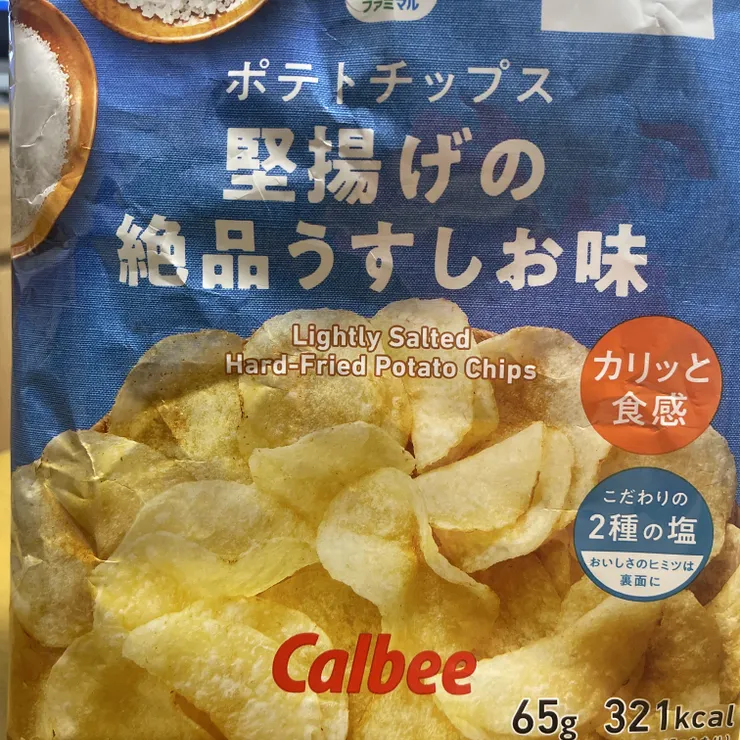 ファミマル
ポテトチップス
堅揚げの
絶品うすしお味
Lightly Salted
Hard-Fried Potato Chips
カリッと
食感
こだわりの
2種の塩
おいしさのヒミツは
裏面に
Calbee
65g 321kcal